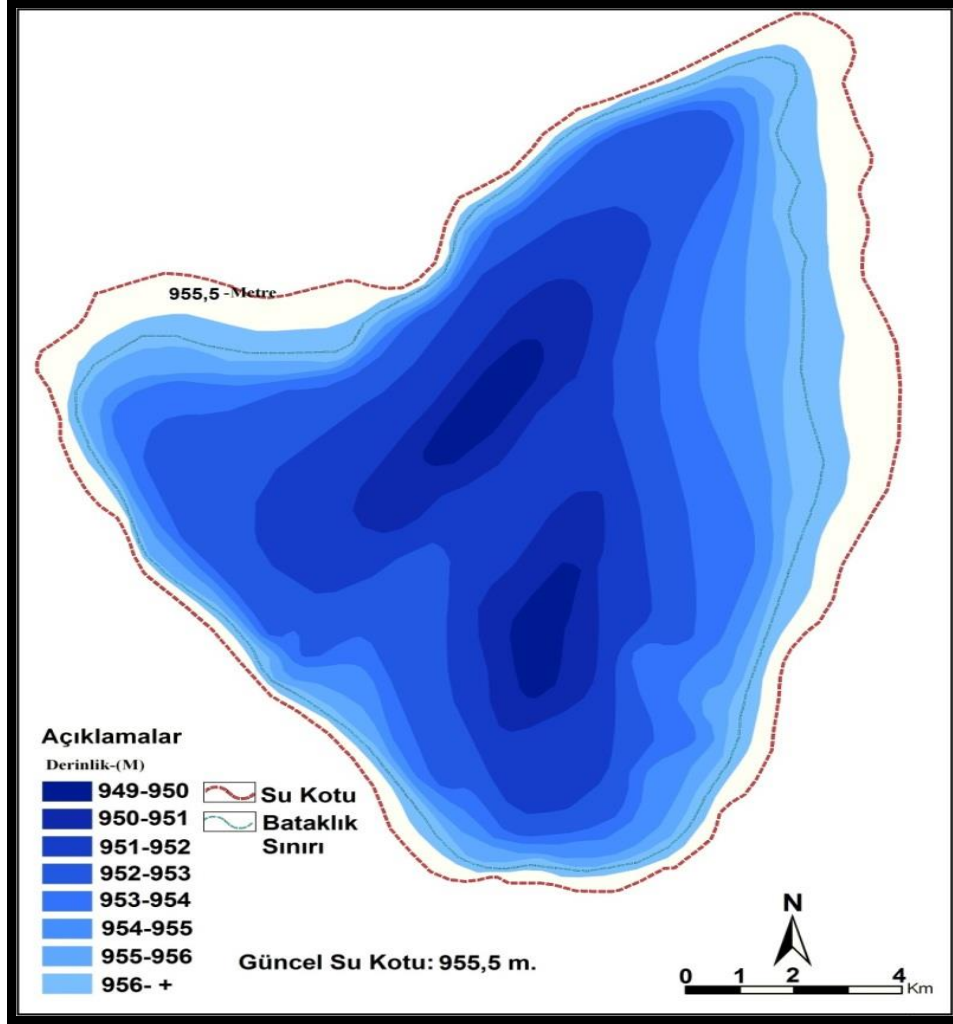 955,5 -Metre
Açıklamalar
Derinlik-(M)
949-950
950-951
951-952
952-953
953-954
954-955
955-956
956- +
Su Kotu
Bataklık
Sınırı
Güncel Su Kotu: 955,5 m.
N
0 1 2 4
Km